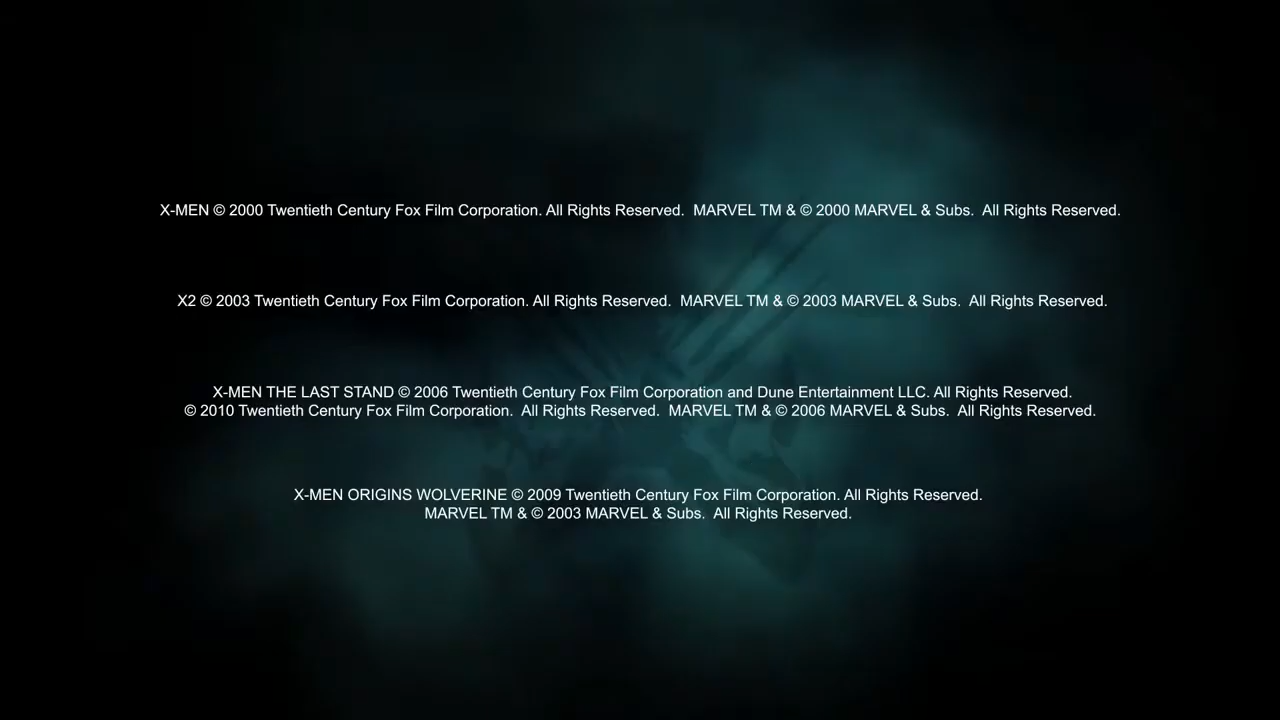 X-MEN © 2000 Twentieth Century Fox Film Corporation. All Rights Reserved.  MARVEL TM & © 2000 MARVEL & Subs.  All Rights Reserved.
X2 © 2003 Twentieth Century Fox Film Corporation. All Rights Reserved.  MARVEL TM & © 2003 MARVEL & Subs.  All Rights Reserved.
X-MEN THE LAST STAND © 2006 Twentieth Century Fox Film Corporation and Dune Entertainment LLC. All Rights Reserved.
© 2010 Twentieth Century Fox Film Corporation.  All Rights Reserved.  MARVEL TM & © 2006 MARVEL & Subs.  All Rights Reserved.
X-MEN ORIGINS WOLVERINE © 2009 Twentieth Century Fox Film Corporation. All Rights Reserved.
MARVEL TM & © 2003 MARVEL & Subs.  All Rights Reserved.